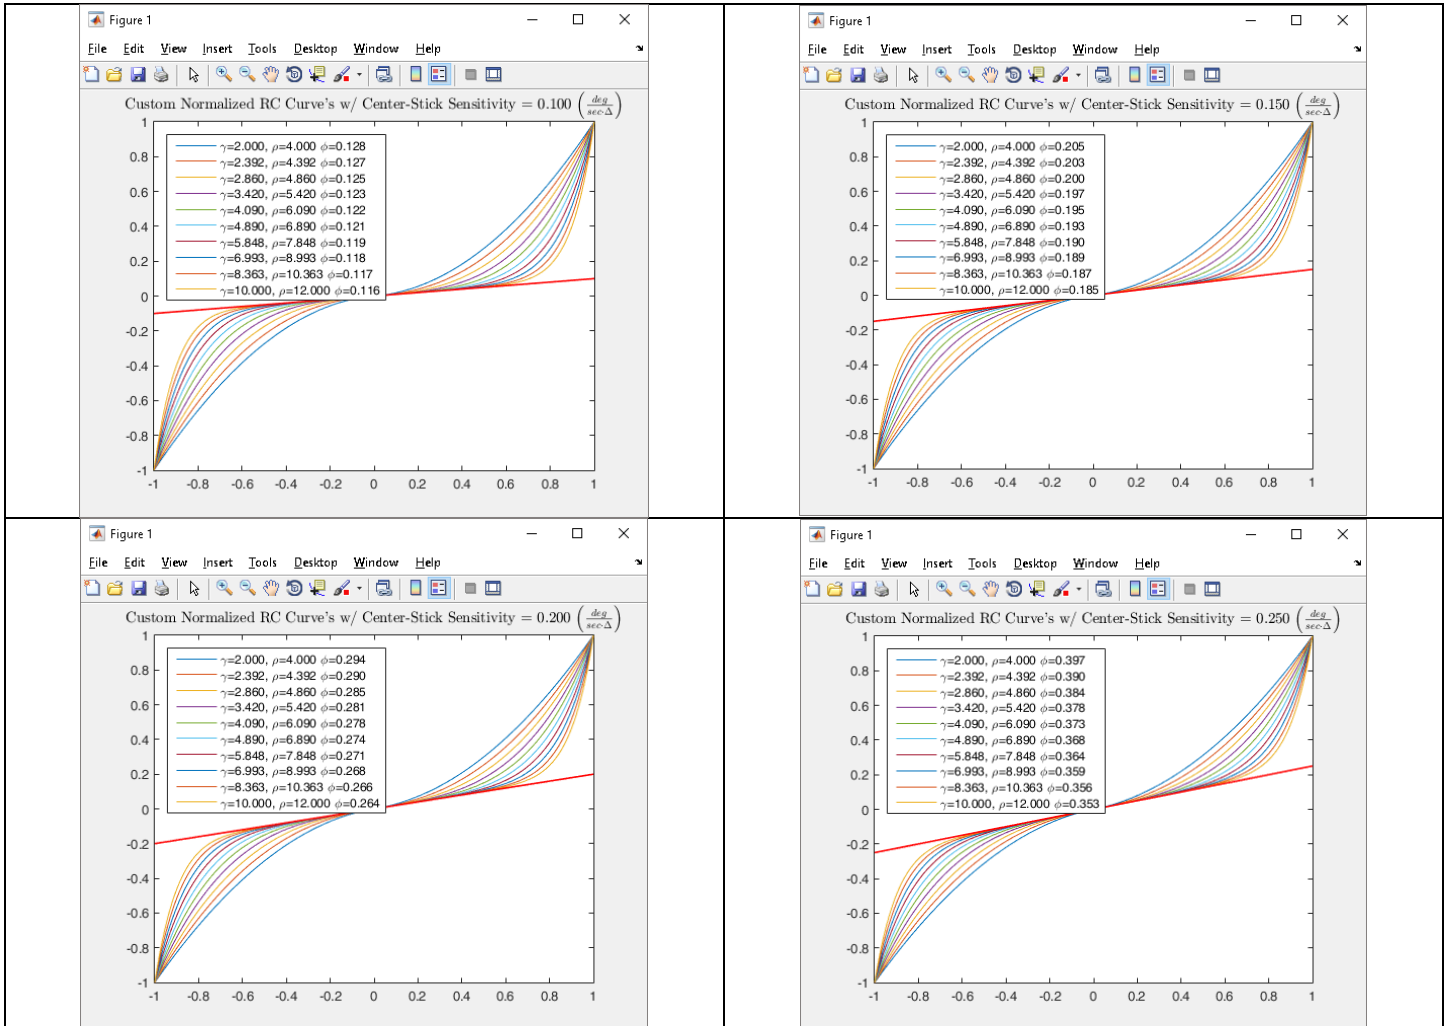 Figure 1
File Edit View Insert Tools Desktop Window Help
Custom Normalized RC Curve's w/ Center-Stick Sensitivity = 0.100 (deg/sec·Δ)
γ=2.000, ρ=4.000 φ=0.128
γ=2.392, ρ=4.392 φ=0.127
γ=2.860, ρ=4.860 φ=0.125
γ=3.420, ρ=5.420 φ=0.123
γ=4.090, ρ=6.090 φ=0.122
γ=4.890, ρ=6.890 φ=0.121
γ=5.848, ρ=7.848 φ=0.119
γ=6.993, ρ=8.993 φ=0.118
γ=8.363, ρ=10.363 φ=0.117
γ=10.000, ρ=12.000 φ=0.116
1
0.8
0.6
0.4
0.2
0
-0.2
-0.4
-0.6
-0.8
-1
-1 -0.8 -0.6 -0.4 -0.2 0 0.2 0.4 0.6 0.8 1
Figure 1
File Edit View Insert Tools Desktop Window Help
Custom Normalized RC Curve's w/ Center-Stick Sensitivity = 0.150 (deg/sec·Δ)
γ=2.000, ρ=4.000 φ=0.205
γ=2.392, ρ=4.392 φ=0.203
γ=2.860, ρ=4.860 φ=0.200
γ=3.420, ρ=5.420 φ=0.197
γ=4.090, ρ=6.090 φ=0.195
γ=4.890, ρ=6.890 φ=0.193
γ=5.848, ρ=7.848 φ=0.190
γ=6.993, ρ=8.993 φ=0.189
γ=8.363, ρ=10.363 φ=0.187
γ=10.000, ρ=12.000 φ=0.185
1
0.8
0.6
0.4
0.2
0
-0.2
-0.4
-0.6
-0.8
-1
-1 -0.8 -0.6 -0.4 -0.2 0 0.2 0.4 0.6 0.8 1
Figure 1
File Edit View Insert Tools Desktop Window Help
Custom Normalized RC Curve's w/ Center-Stick Sensitivity = 0.200 (deg/sec·Δ)
γ=2.000, ρ=4.000 φ=0.294
γ=2.392, ρ=4.392 φ=0.290
γ=2.860, ρ=4.860 φ=0.285
γ=3.420, ρ=5.420 φ=0.281
γ=4.090, ρ=6.090 φ=0.278
γ=4.890, ρ=6.890 φ=0.274
γ=5.848, ρ=7.848 φ=0.271
γ=6.993, ρ=8.993 φ=0.268
γ=8.363, ρ=10.363 φ=0.266
γ=10.000, ρ=12.000 φ=0.264
1
0.8
0.6
0.4
0.2
0
-0.2
-0.4
-0.6
-0.8
-1
-1 -0.8 -0.6 -0.4 -0.2 0 0.2 0.4 0.6 0.8 1
Figure 1
File Edit View Insert Tools Desktop Window Help
Custom Normalized RC Curve's w/ Center-Stick Sensitivity = 0.250 (deg/sec·Δ)
γ=2.000, ρ=4.000 φ=0.397
γ=2.392, ρ=4.392 φ=0.390
γ=2.860, ρ=4.860 φ=0.384
γ=3.420, ρ=5.420 φ=0.378
γ=4.090, ρ=6.090 φ=0.373
γ=4.890, ρ=6.890 φ=0.368
γ=5.848, ρ=7.848 φ=0.364
γ=6.993, ρ=8.993 φ=0.359
γ=8.363, ρ=10.363 φ=0.356
γ=10.000, ρ=12.000 φ=0.353
1
0.8
0.6
0.4
0.2
0
-0.2
-0.4
-0.6
-0.8
-1
-1 -0.8 -0.6 -0.4 -0.2 0 0.2 0.4 0.6 0.8 1